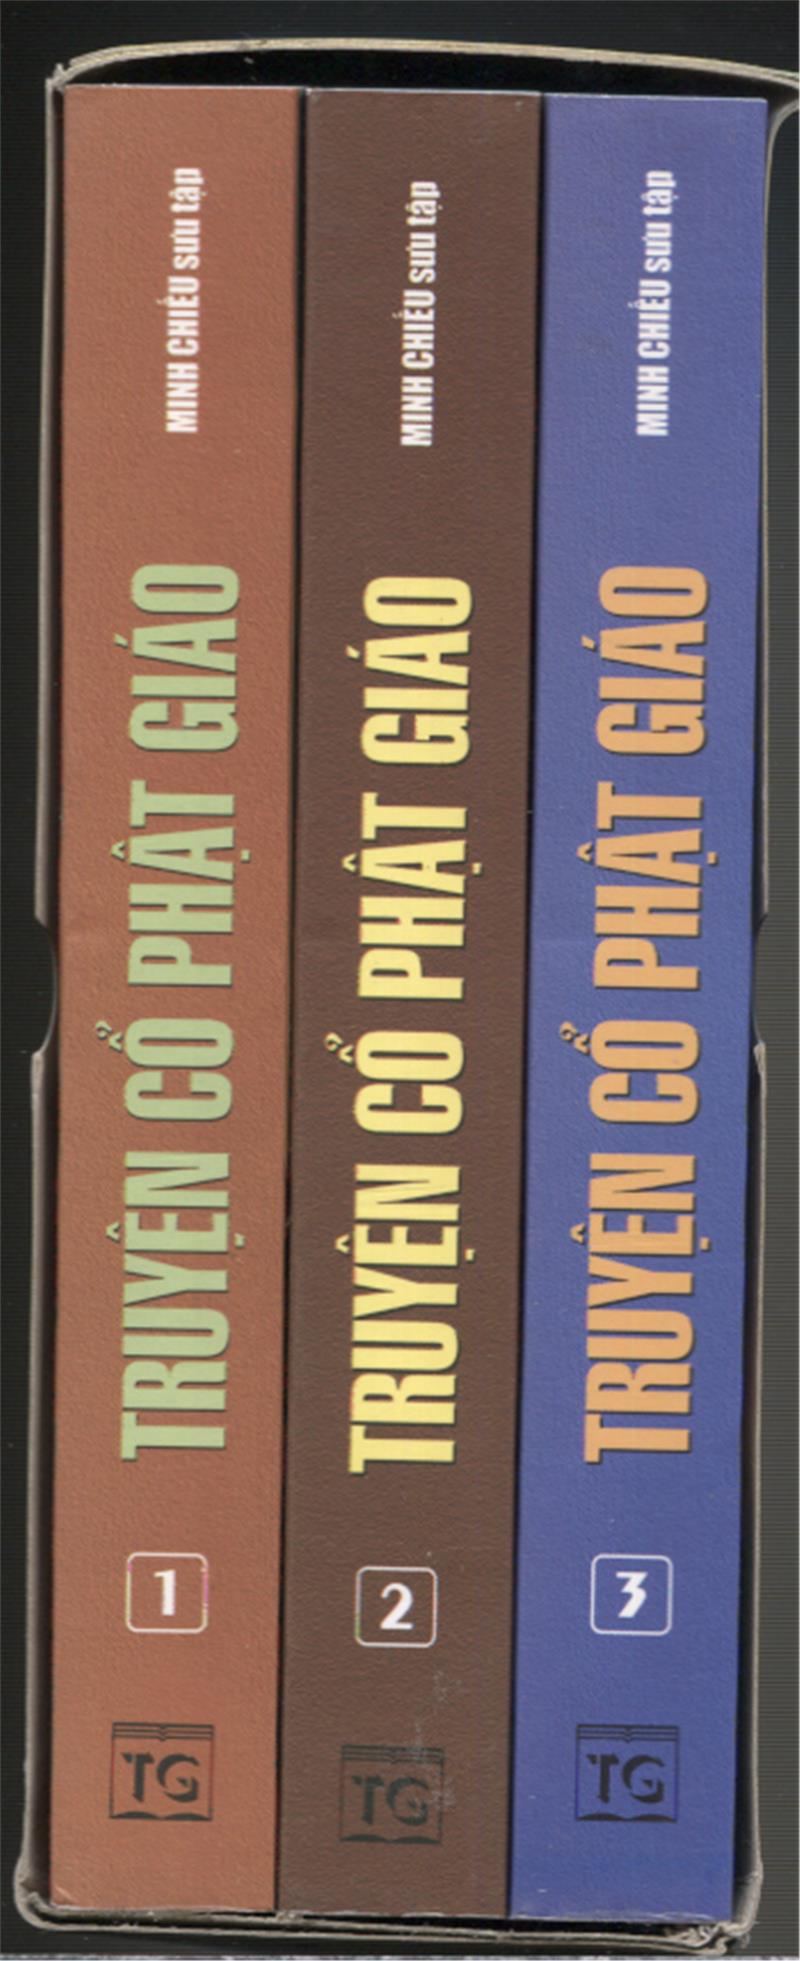 MINH CHIẾU sưu tập
TRUYỆN CỔ PHẬT GIÁO
1
TG
MINH CHIẾU sưu tập
TRUYỆN CỔ PHẬT GIÁO
2
TG
MINH CHIẾU sưu tập
TRUYỆN CỔ PHẬT GIÁO
3
TG